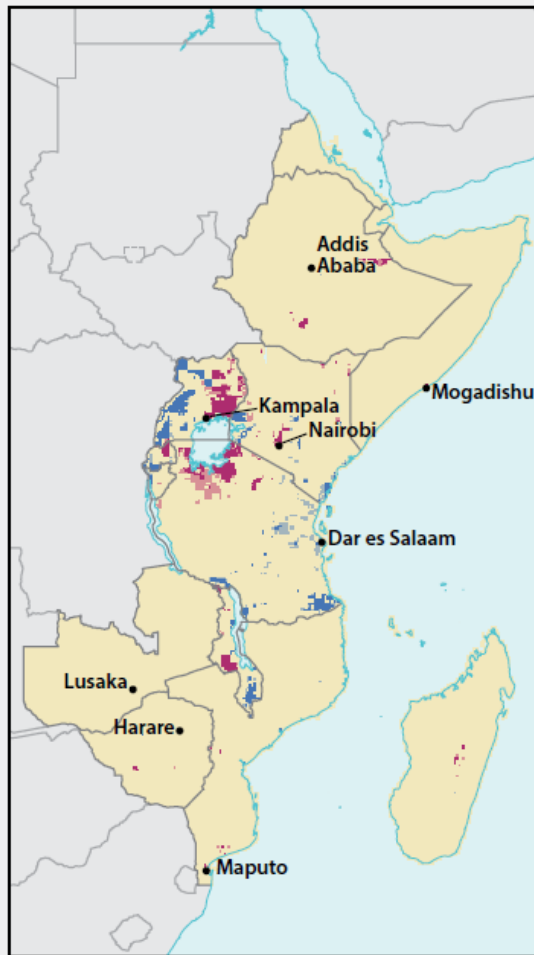 Addis
Ababa
Mogadishu
Kampala
Nairobi
Dar es Salaam
Lusaka
Harare
Maputo